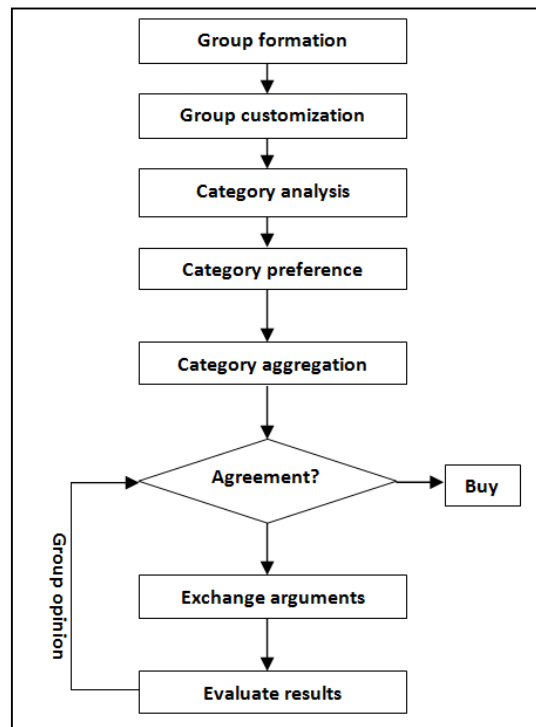 Group formation
Group customization
Category analysis
Category preference
Category aggregation
Agreement?
Buy
Group opinion
Exchange arguments
Evaluate results